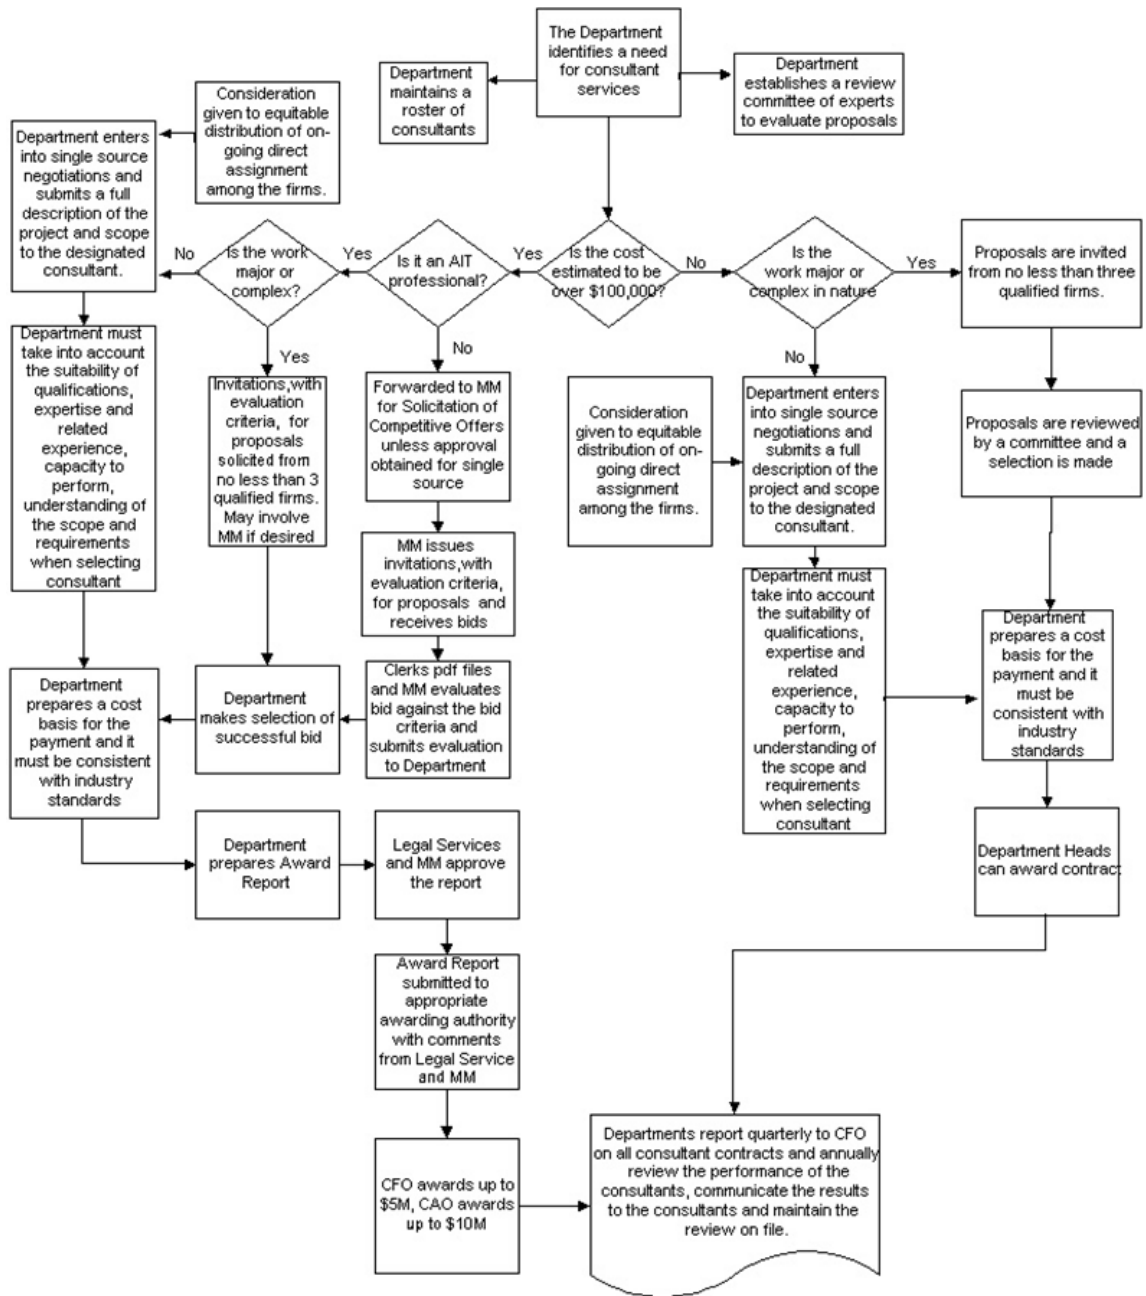 The Department
identifies a need
for consultant
services
Department
maintains a
roster of
consultants
Department
establishes a review
committee of experts
to evaluate proposals
Consideration
given to equitable
distribution of on-
going direct
assignment
among the firms.
Department enters
into single source
negotiations and
submits a full
description of the
project and scope
to the designated
consultant.
No
Is the work
major or
complex?
Yes
Is it an AIT
professional?
Yes
Is the cost
estimated to be
over $100,000?
No
Is the
work major or
complex in nature
Yes
Proposals are invited
from no less than three
qualified firms.
Department must
take into account
the suitability of
qualifications,
expertise and
related
experience,
capacity to
perform,
understanding of
the scope and
requirements
when selecting
consultant
Yes
Invitations,with
evaluation
criteria, for
proposals
solicited from
no less than 3
qualified firms.
May involve
MM if desired
No
Forwarded to MM
for Solicitation of
Competitive Offers
unless approval
obtained for single
source
Consideration
given to equitable
distribution of on-
going direct
assignment
among the firms.
No
Department enters
into single source
negotiations and
submits a full
description of the
project and scope
to the designated
consultant.
Proposals are reviewed
by a committee and a
selection is made
MM issues
invitations,with
evaluation criteria,
for proposals and
receives bids
Department must
take into account
the suitability of
qualifications,
expertise and
related
experience,
capacity to
perform,
understanding of
the scope and
requirements
when selecting
consultant
Department
prepares a cost
basis for the
payment and it
must be
consistent with
industry
standards
Department
prepares a cost
basis for the
payment and it
must be consistent
with industry
standards
Department
makes selection of
successful bid
Clerks pdf files
and MM evaluates
bid against the
bid criteria and
submits evaluation
to Department
Department
prepares Award
Report
Legal Services
and MM approve
the report
Department Heads
can award contract
Award Report
submitted to
appropriate
awarding authority
with comments
from Legal Service
and MM
CFO awards up to
$5M, CAO awards
up to $10M
Departments report quarterly to CFO
on all consultant contracts and annually
review the performance of the
consultants, communicate the results
to the consultants and maintain the
review on file.